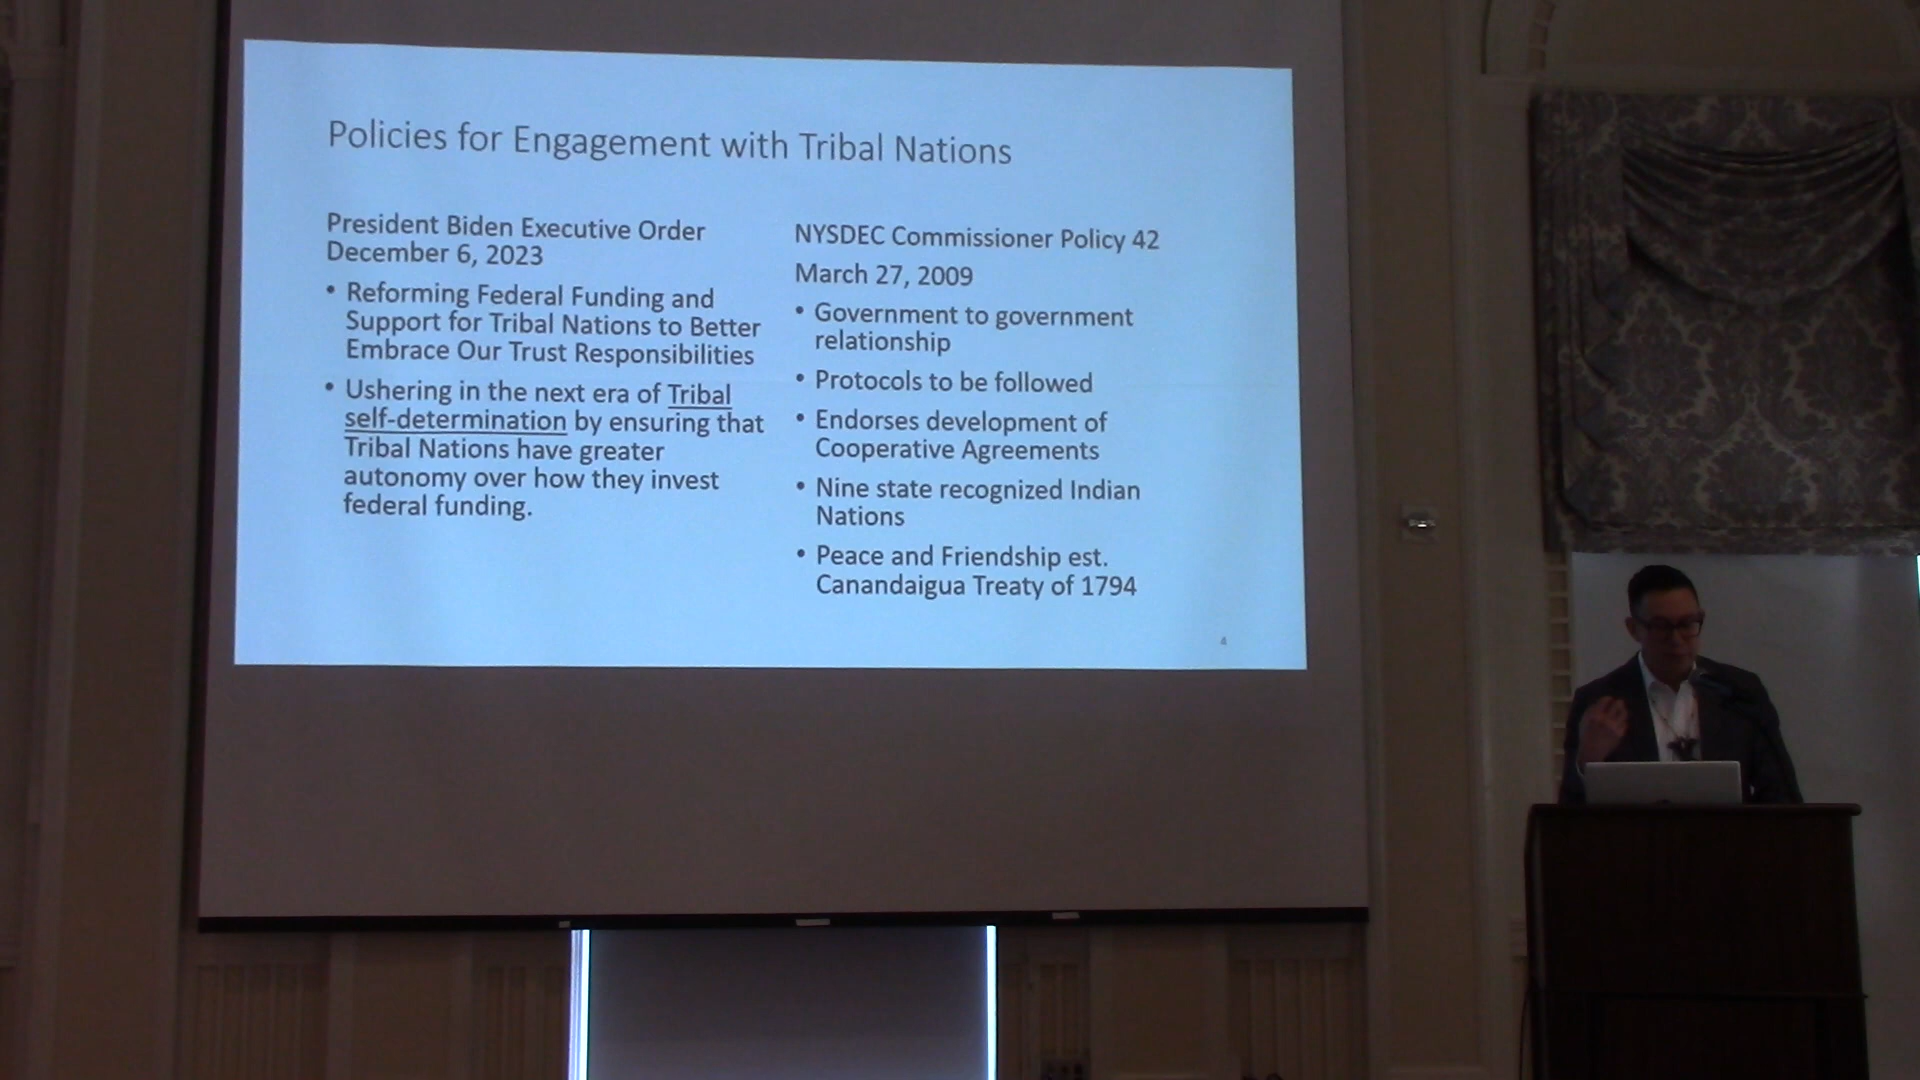 Policies for Engagement with Tribal Nations
President Biden Executive Order
December 6, 2023
• Reforming Federal Funding and
Support for Tribal Nations to Better
Embrace Our Trust Responsibilities
• Ushering in the next era of Tribal
self-determination by ensuring that
Tribal Nations have greater
autonomy over how they invest
federal funding.
NYSDEC Commissioner Policy 42
March 27, 2009
• Government to government
relationship
• Protocols to be followed
• Endorses development of
Cooperative Agreements
• Nine state recognized Indian
Nations
• Peace and Friendship est.
Canandaigua Treaty of 1794
4